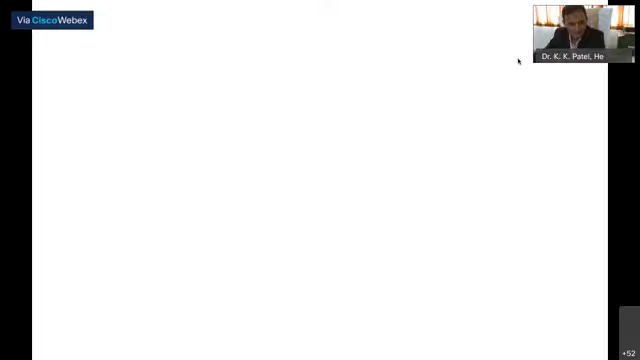 Via CiscoWebex
Dr. K. K. Patel, He
+52